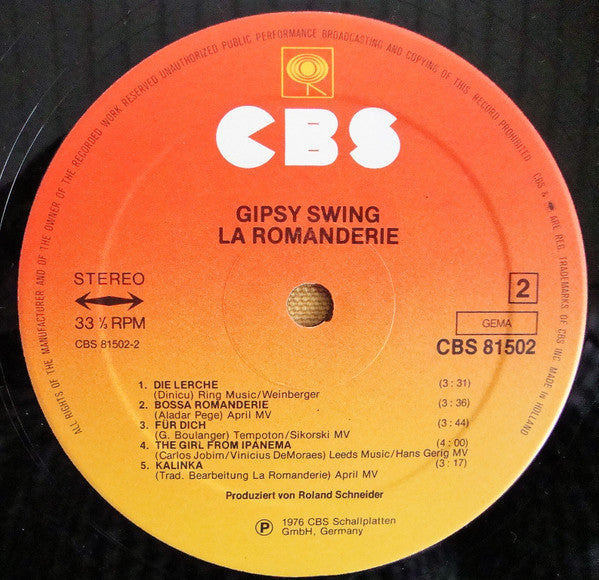 ALL RIGHTS OF THE MANUFACTURER AND OF THE OWNER OF THE RECORDED WORK RESERVED UNAUTHORIZED PUBLIC PERFORMANCE BROADCASTING AND COPYING OF THIS RECORD PROHIBITED CBS & ARE REG. TRADEMARKS OF CBS INC MADE IN HOLLAND
CBS
GIPSY SWING
LA ROMANDERIE
STEREO
33 ⅓ RPM
CBS 81502-2
2
GEMA
CBS 81502
1. DIE LERCHE (3 : 31)
(Dinicu) Ring Music/Weinberger
2. BOSSA ROMANDERIE (3 : 36)
(Aladar Pege) April MV
3. FÜR DICH (3 : 44)
(G. Boulanger) Tempoton/Sikorski MV
4. THE GIRL FROM IPANEMA (4 : 00)
(Carlos Jobim/Vinicius DeMoraes) Leeds Music/Hans Gerig MV
5. KALINKA (3 : 17)
(Trad. Bearbeitung La Romanderie) April MV
Produziert von Roland Schneider
℗ 1976 CBS Schallplatten
GmbH, Germany